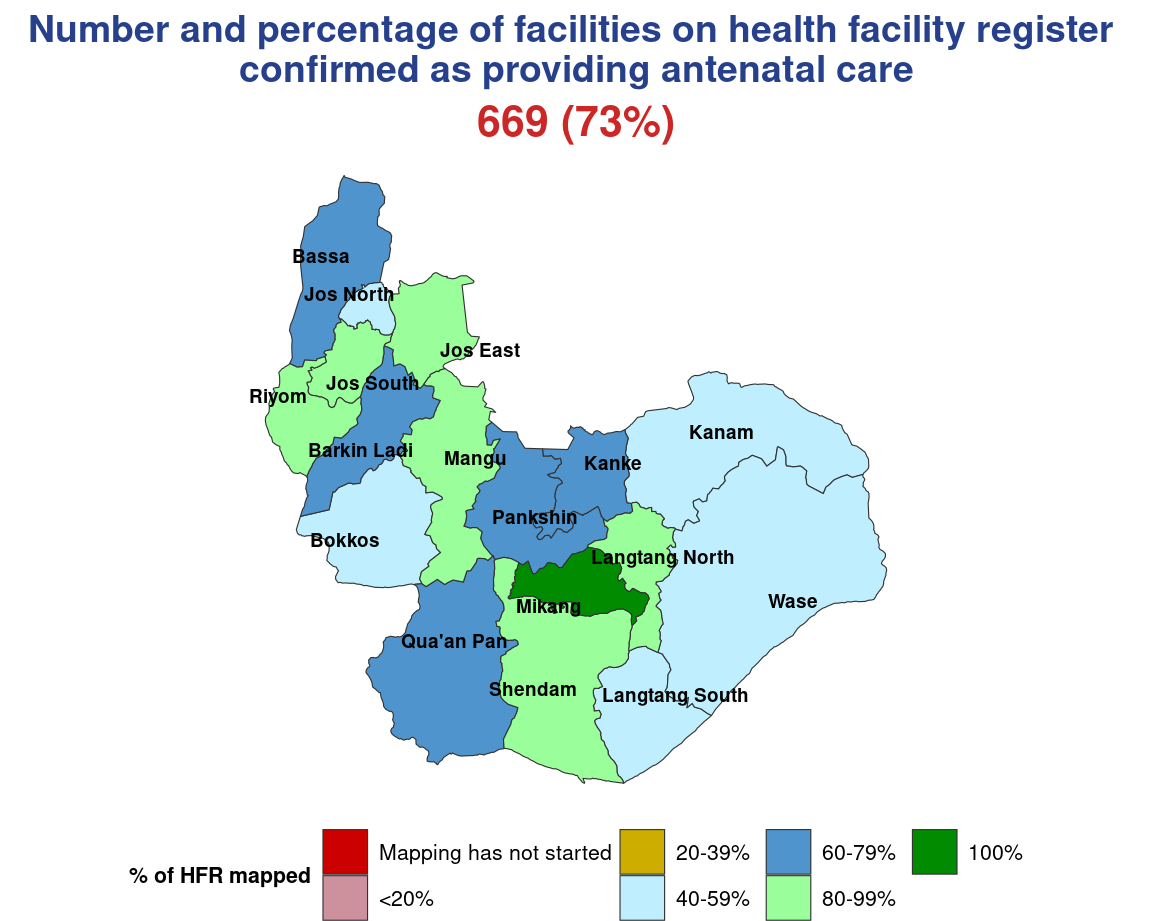 Number and percentage of facilities on health facility register
confirmed as providing antenatal care
669 (73%)
Bassa
Jos North
Jos East
Jos South
Riyom
Kanam
Barkin Ladi
Mangu
Kanke
Pankshin
Bokkos
Langtang North
Wase
Mikang
Qua'an Pan
Shendam
Langtang South
% of HFR mapped
Mapping has not started
<20%
20-39%
40-59%
60-79%
80-99%
100%